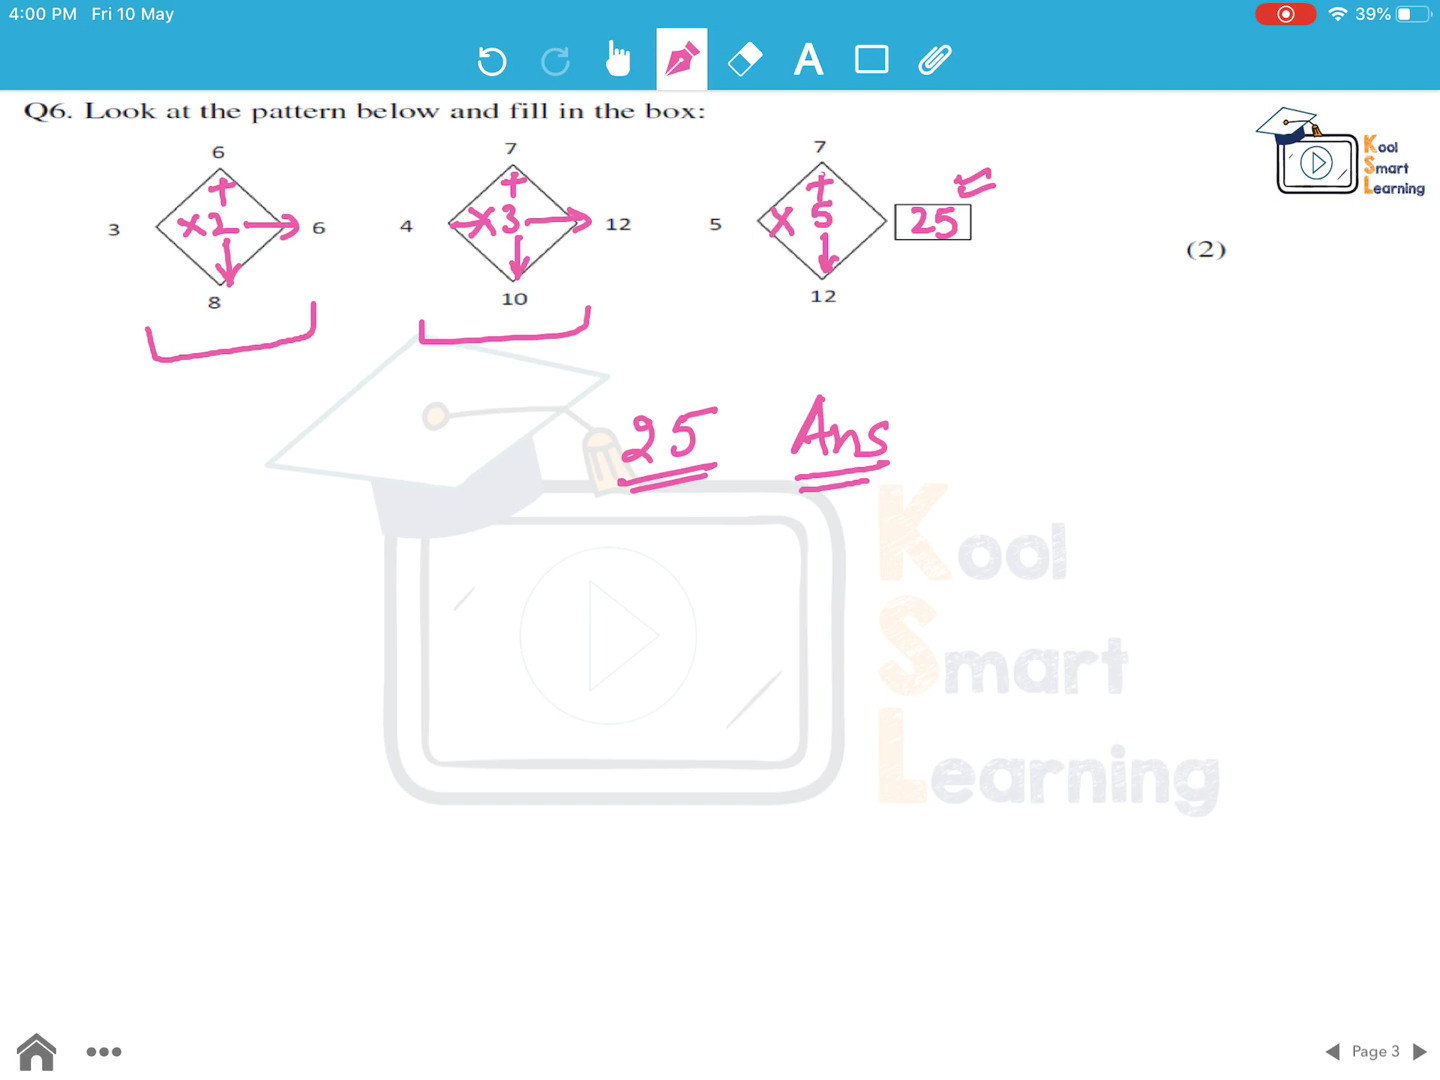 4:00 PM Fri 10 May
39%
A
Q6. Look at the pattern below and fill in the box:
Kool
Smart
Learning
6 7 7
+ + +
3 ×2 → 6 4 ×3 → 12 5 × 5 25
(2)
8 10 12
25 Ans
Kool
Smart
Learning
Page 3